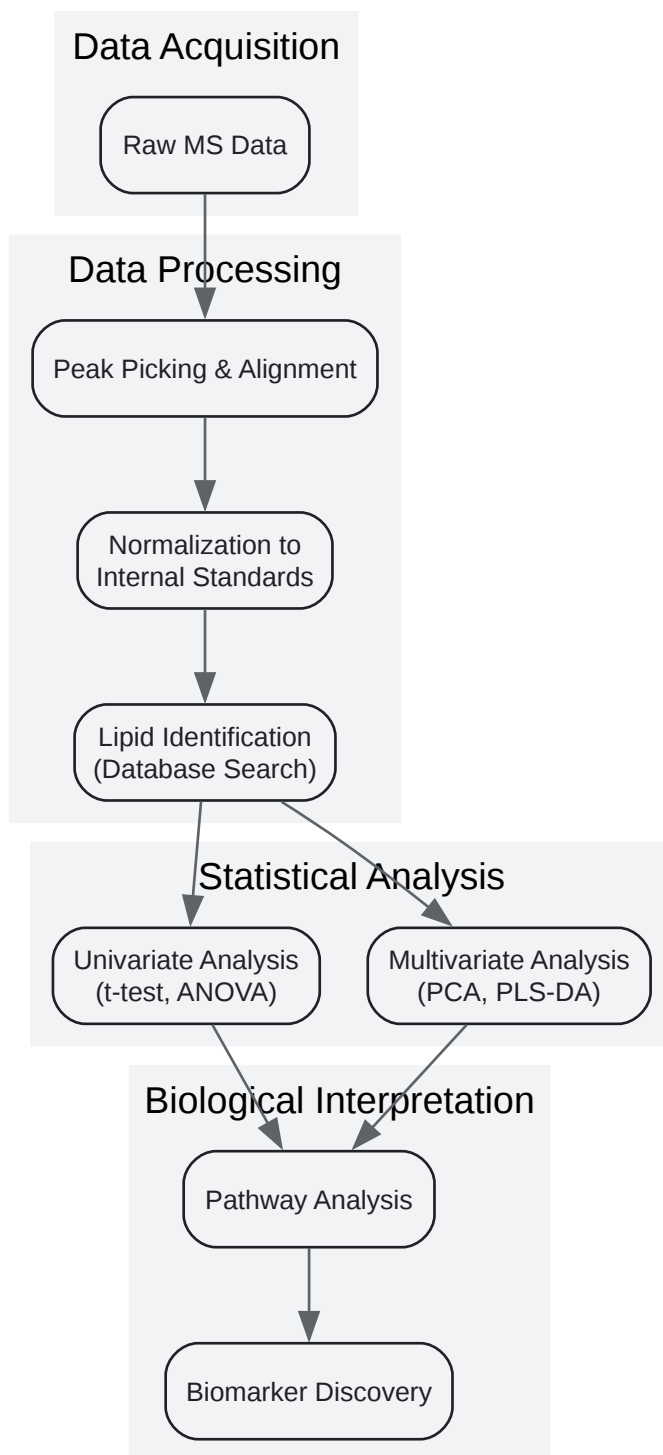 Data Acquisition
Raw MS Data
Data Processing
Peak Picking & Alignment
Normalization to
Internal Standards
Lipid Identification
(Database Search)
Statistical Analysis
Univariate Analysis
(t-test, ANOVA)
Multivariate Analysis
(PCA, PLS-DA)
Biological Interpretation
Pathway Analysis
Biomarker Discovery